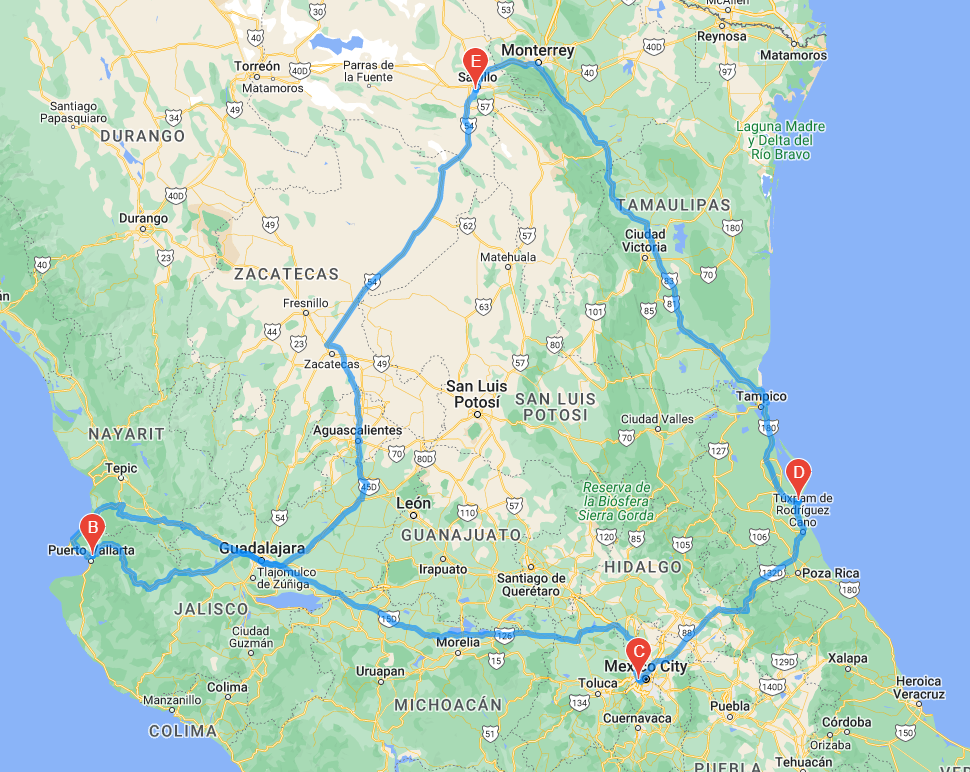 30
53
McAllen
40
Monterrey
Reynosa
40D
Matamoros
E
Torreón
Matamoros
40D
Parras de
la Fuente
Saltillo
40
97
57
49
34
54
Santiago
Papasquiaro
DURANGO
Laguna Madre
y Delta del
Río Bravo
40D
TAMAULIPAS
Durango
49
62
57
180
Ciudad
Victoria
23
40
Matehuala
ZACATECAS
54
83
70
Fresnillo
63
101
85
81
44
23
Zacatecas
49
57
80
San Luis
Potosí
SAN LUIS
POTOSI
Tampico
Ciudad Valles
180
NAYARIT
Aguascalientes
70
80D
70
127
Tepic
45D
D
Reserva de
la Biósfera
Sierra Gorda
Tuxpam de
Rodríguez
Cano
León
54
110
57
B
GUANAJUATO
120
85
105
106
Puerto Vallarta
Guadalajara
Tlajomulco
de Zúñiga
Irapuato
Santiago de
Querétaro
HIDALGO
132D
Poza Rica
180
JALISCO
15D
Ciudad
Guzmán
126
88
Morelia
15
C
Mexico City
129D
Xalapa
Uruapan
Toluca
140D
Heroica
Veracruz
Colima
Manzanillo
MICHOACÁN
134
Puebla
Cuernavaca
Córdoba
COLIMA
51
150
Orizaba
Tehuacán
PUEBLA
VER